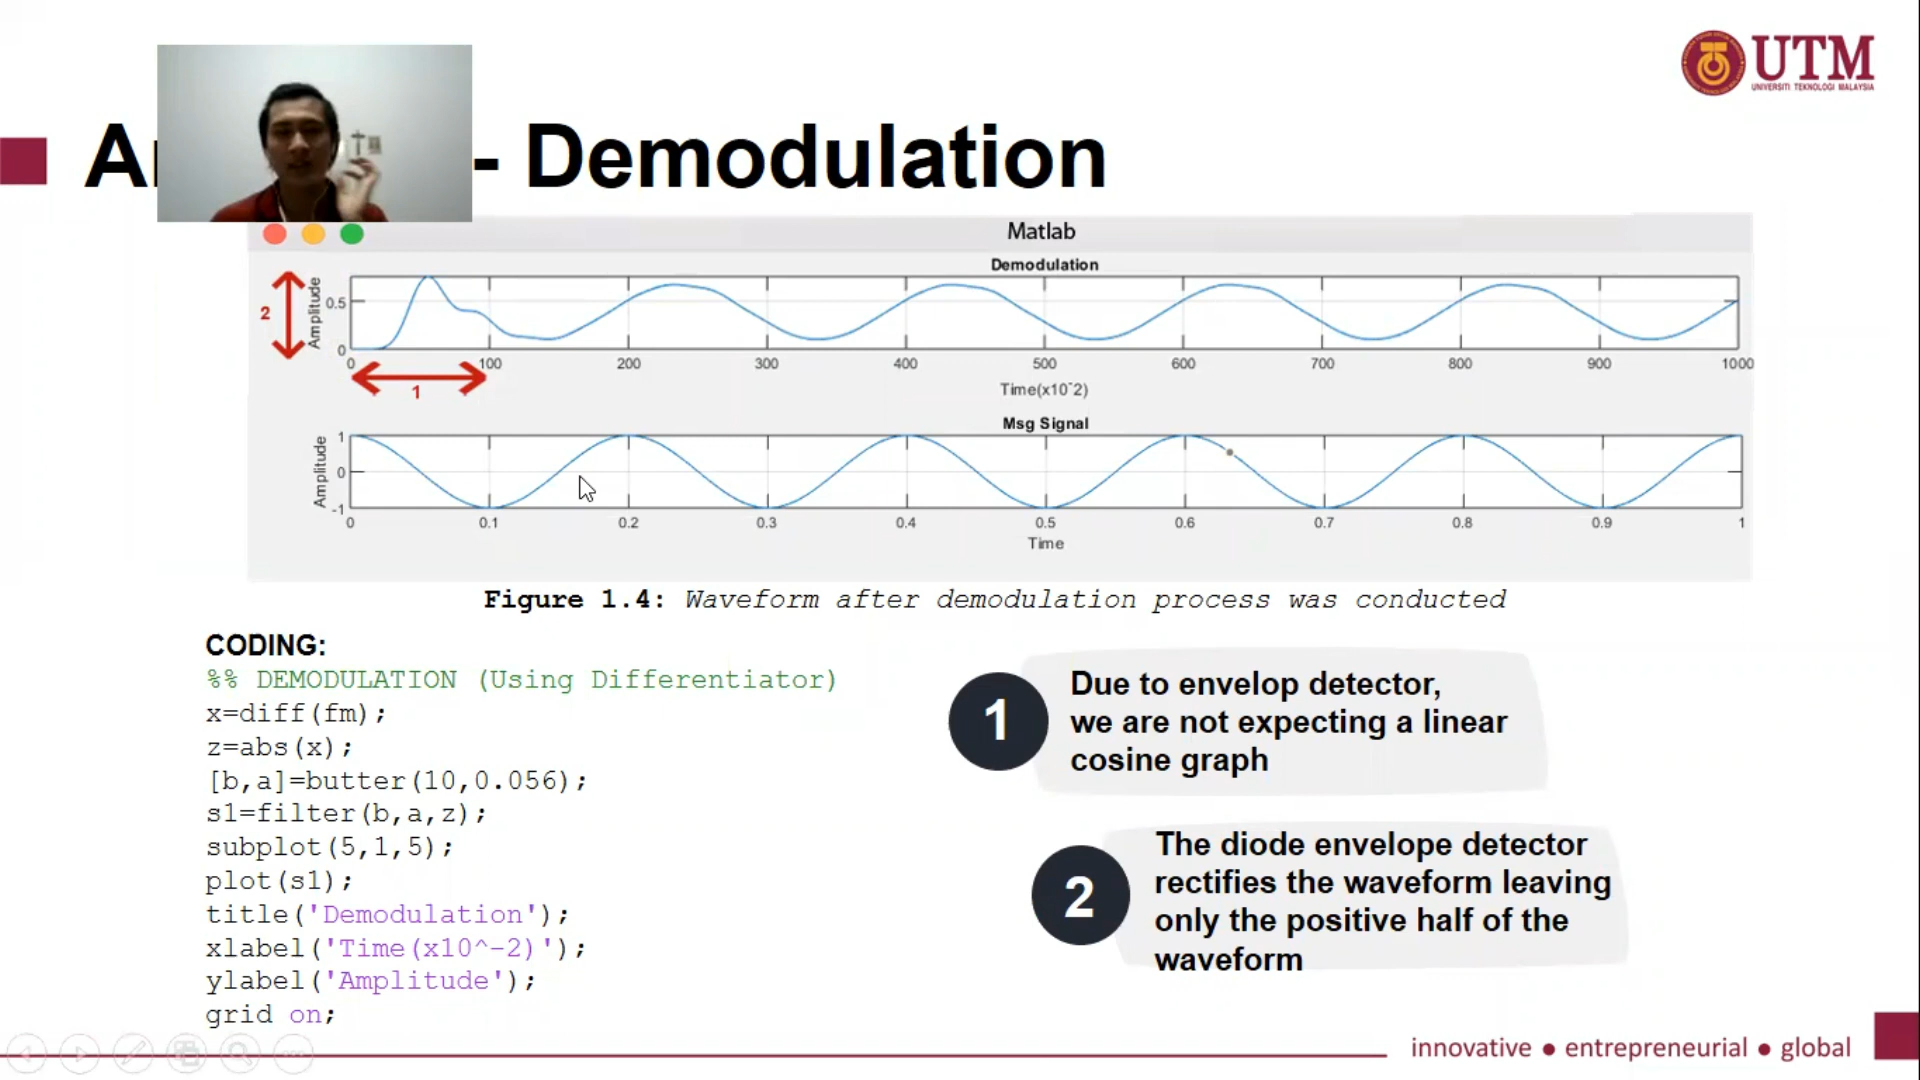 UTM
UNIVERSITI TEKNOLOGI MALAYSIA
- Demodulation
Matlab
Demodulation
Amplitude
0.5
0
2
0 100 200 300 400 500 600 700 800 900 1000
1
Time(x10^-2)
Msg Signal
Amplitude
1
0
-1
0 0.1 0.2 0.3 0.4 0.5 0.6 0.7 0.8 0.9 1
Time
Figure 1.4: Waveform after demodulation process was conducted
CODING:
%% DEMODULATION (Using Differentiator)
x=diff(fm);
z=abs(x);
[b,a]=butter(10,0.056);
s1=filter(b,a,z);
subplot(5,1,5);
plot(s1);
title('Demodulation');
xlabel('Time(x10^-2)');
ylabel('Amplitude');
grid on;
1
Due to envelop detector,
we are not expecting a linear
cosine graph
2
The diode envelope detector
rectifies the waveform leaving
only the positive half of the
waveform
innovative ● entrepreneurial ● global